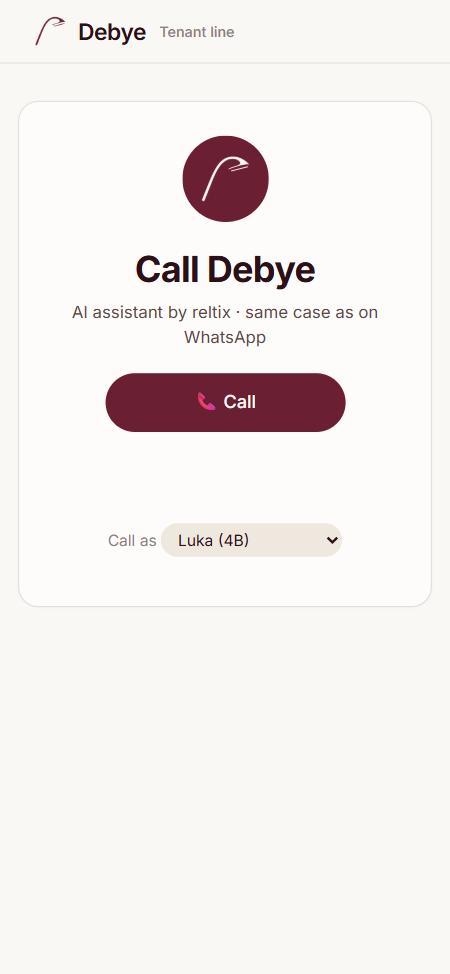 Debye Tenant line
Call Debye
AI assistant by reltix · same case as on
WhatsApp
Call
Call as Luka (4B)